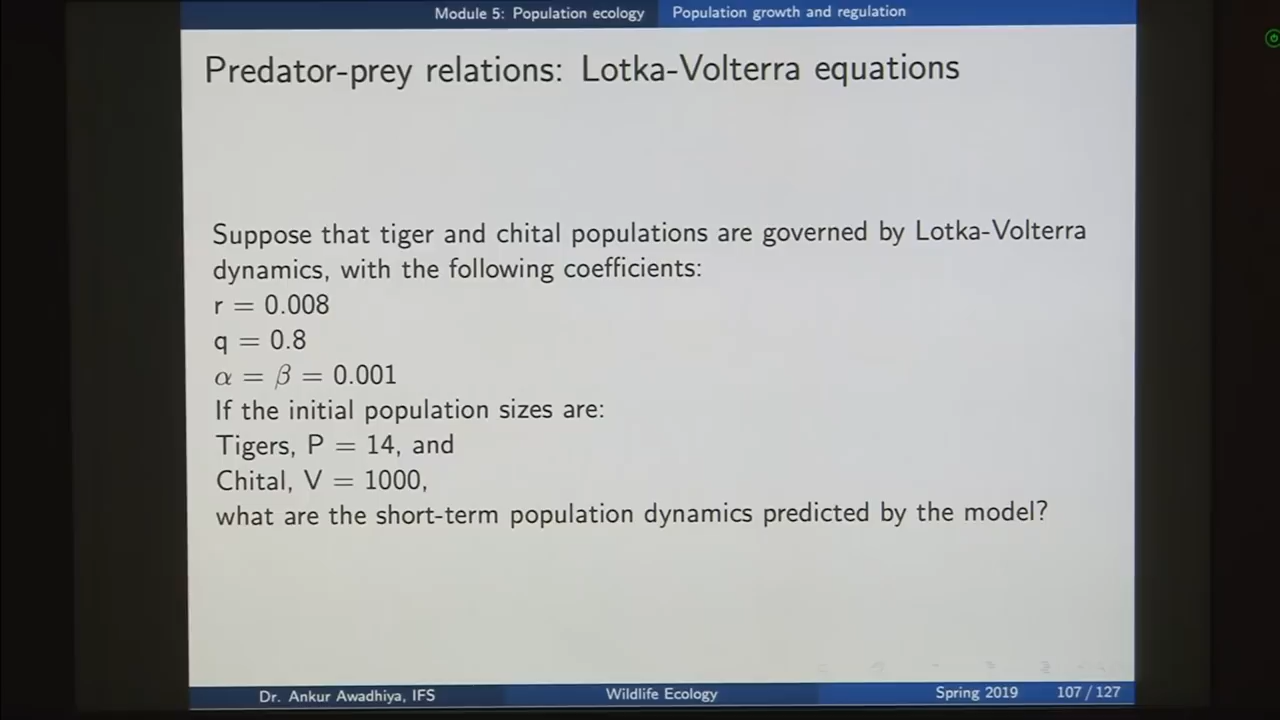 Module 5: Population ecology Population growth and regulation
Predator-prey relations: Lotka-Volterra equations
Suppose that tiger and chital populations are governed by Lotka-Volterra
dynamics, with the following coefficients:
r = 0.008
q = 0.8
α = β = 0.001
If the initial population sizes are:
Tigers, P = 14, and
Chital, V = 1000,
what are the short-term population dynamics predicted by the model?
Dr. Ankur Awadhiya, IFS Wildlife Ecology Spring 2019 107 / 127